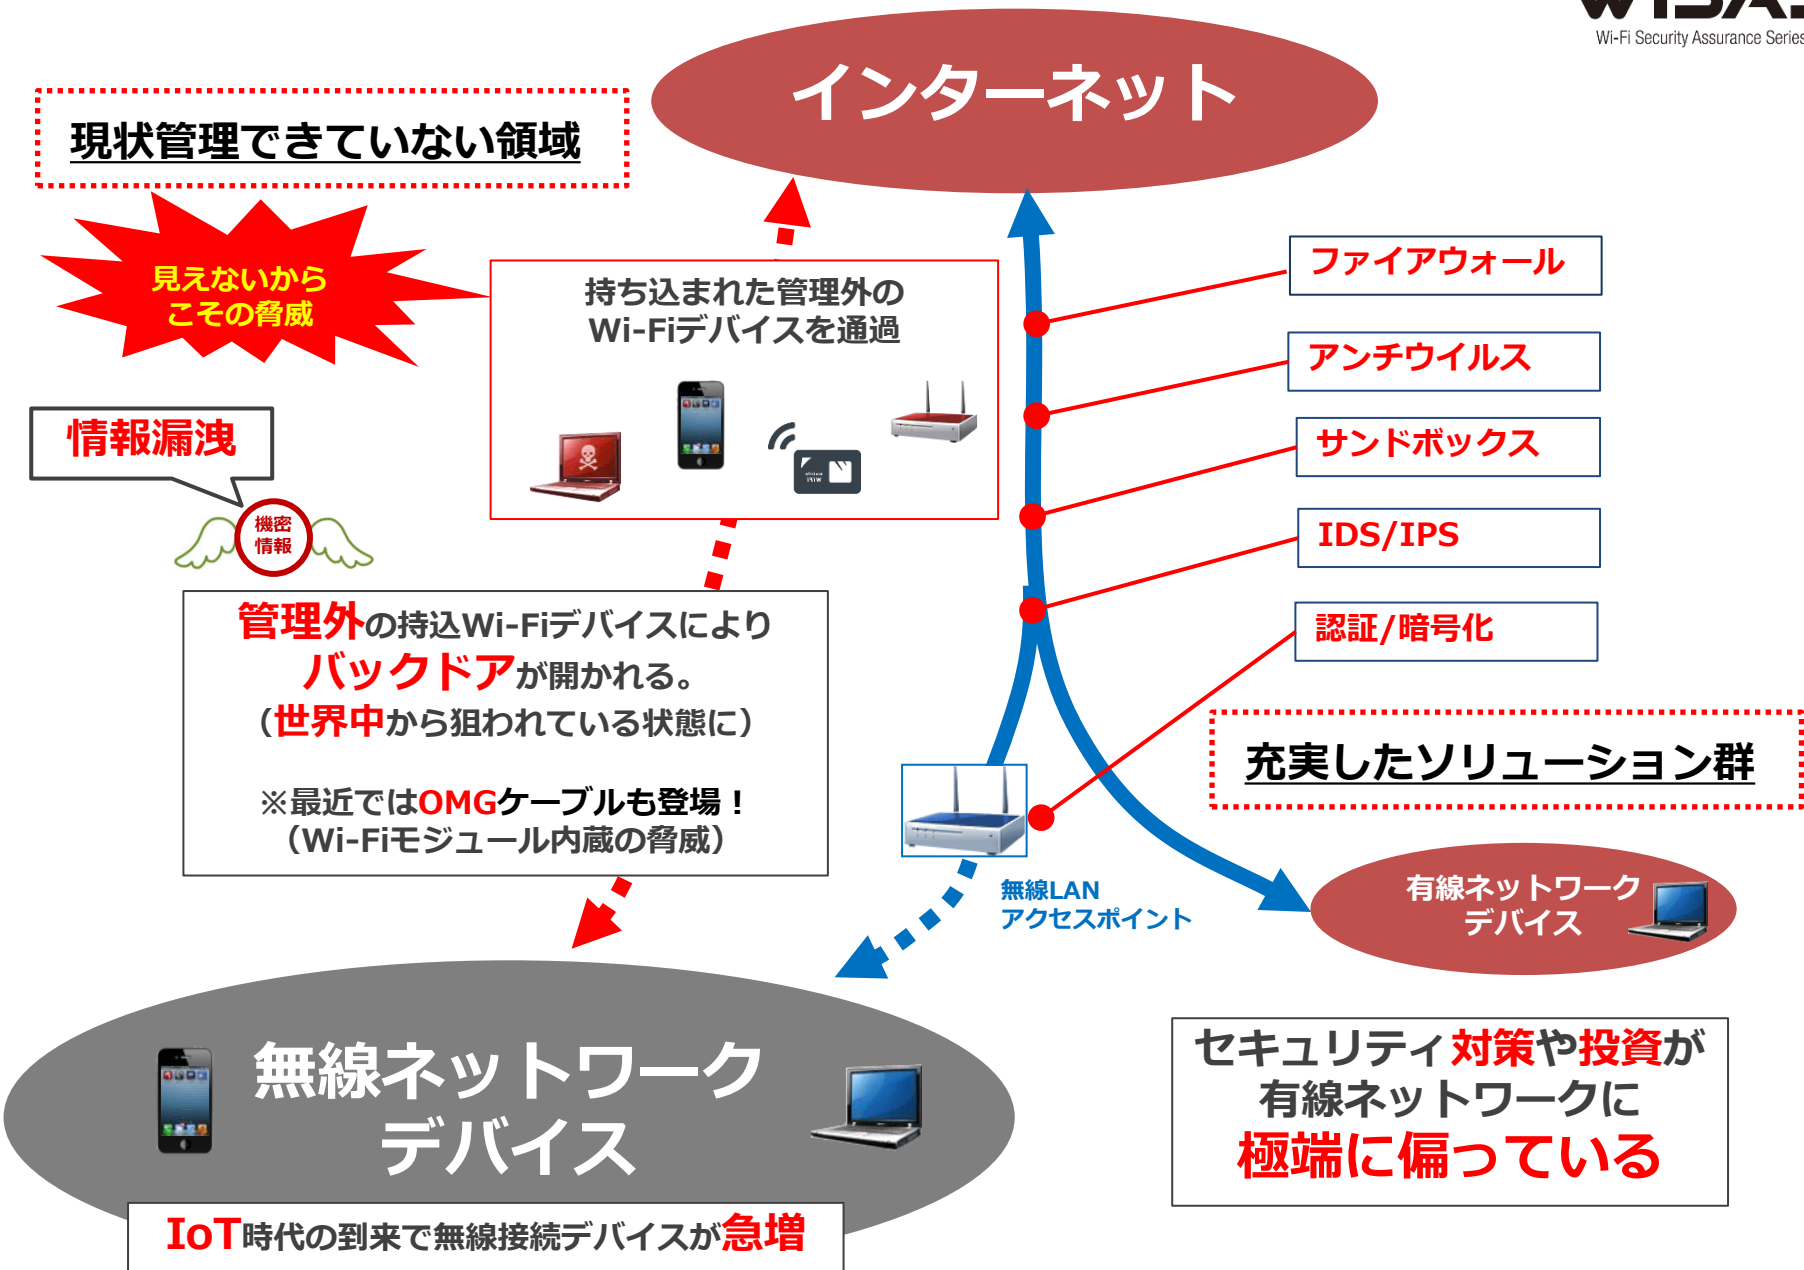 Wi-Fi Security Assurance Series
インターネット
現状管理できていない領域
見えないから
こその脅威
持ち込まれた管理外の
Wi-Fiデバイスを通過
ファイアウォール
アンチウイルス
サンドボックス
IDS/IPS
認証/暗号化
情報漏洩
機密
情報
管理外の持込Wi-Fiデバイスにより
バックドアが開かれる。
（世界中から狙われている状態に）
※最近ではOMGケーブルも登場！
（Wi-Fiモジュール内蔵の脅威）
充実したソリューション群
無線LAN
アクセスポイント
有線ネットワーク
デバイス
無線ネットワーク
デバイス
セキュリティ対策や投資が
有線ネットワークに
極端に偏っている
IoT時代の到来で無線接続デバイスが急増